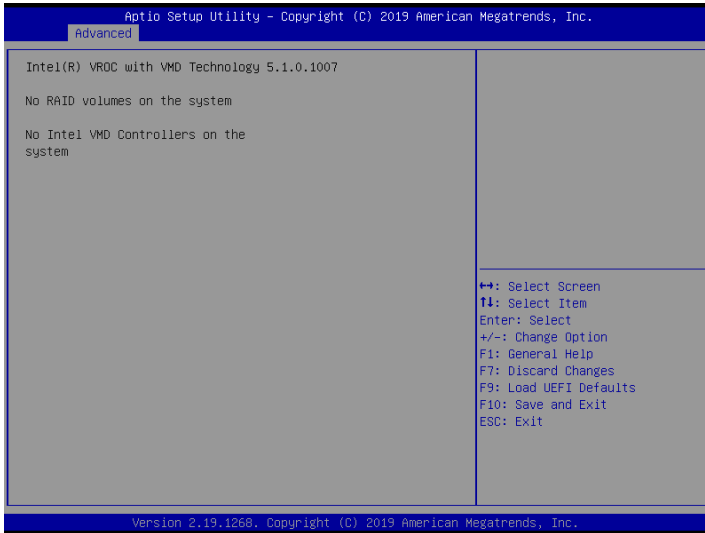 Aptio Setup Utility – Copyright (C) 2019 American Megatrends, Inc.
Advanced
Intel(R) VROC with VMD Technology 5.1.0.1007
No RAID volumes on the system
No Intel VMD Controllers on the
system
↔: Select Screen
↑↓: Select Item
Enter: Select
+/-: Change Option
F1: General Help
F7: Discard Changes
F9: Load UEFI Defaults
F10: Save and Exit
ESC: Exit
Version 2.19.1268. Copyright (C) 2019 American Megatrends, Inc.